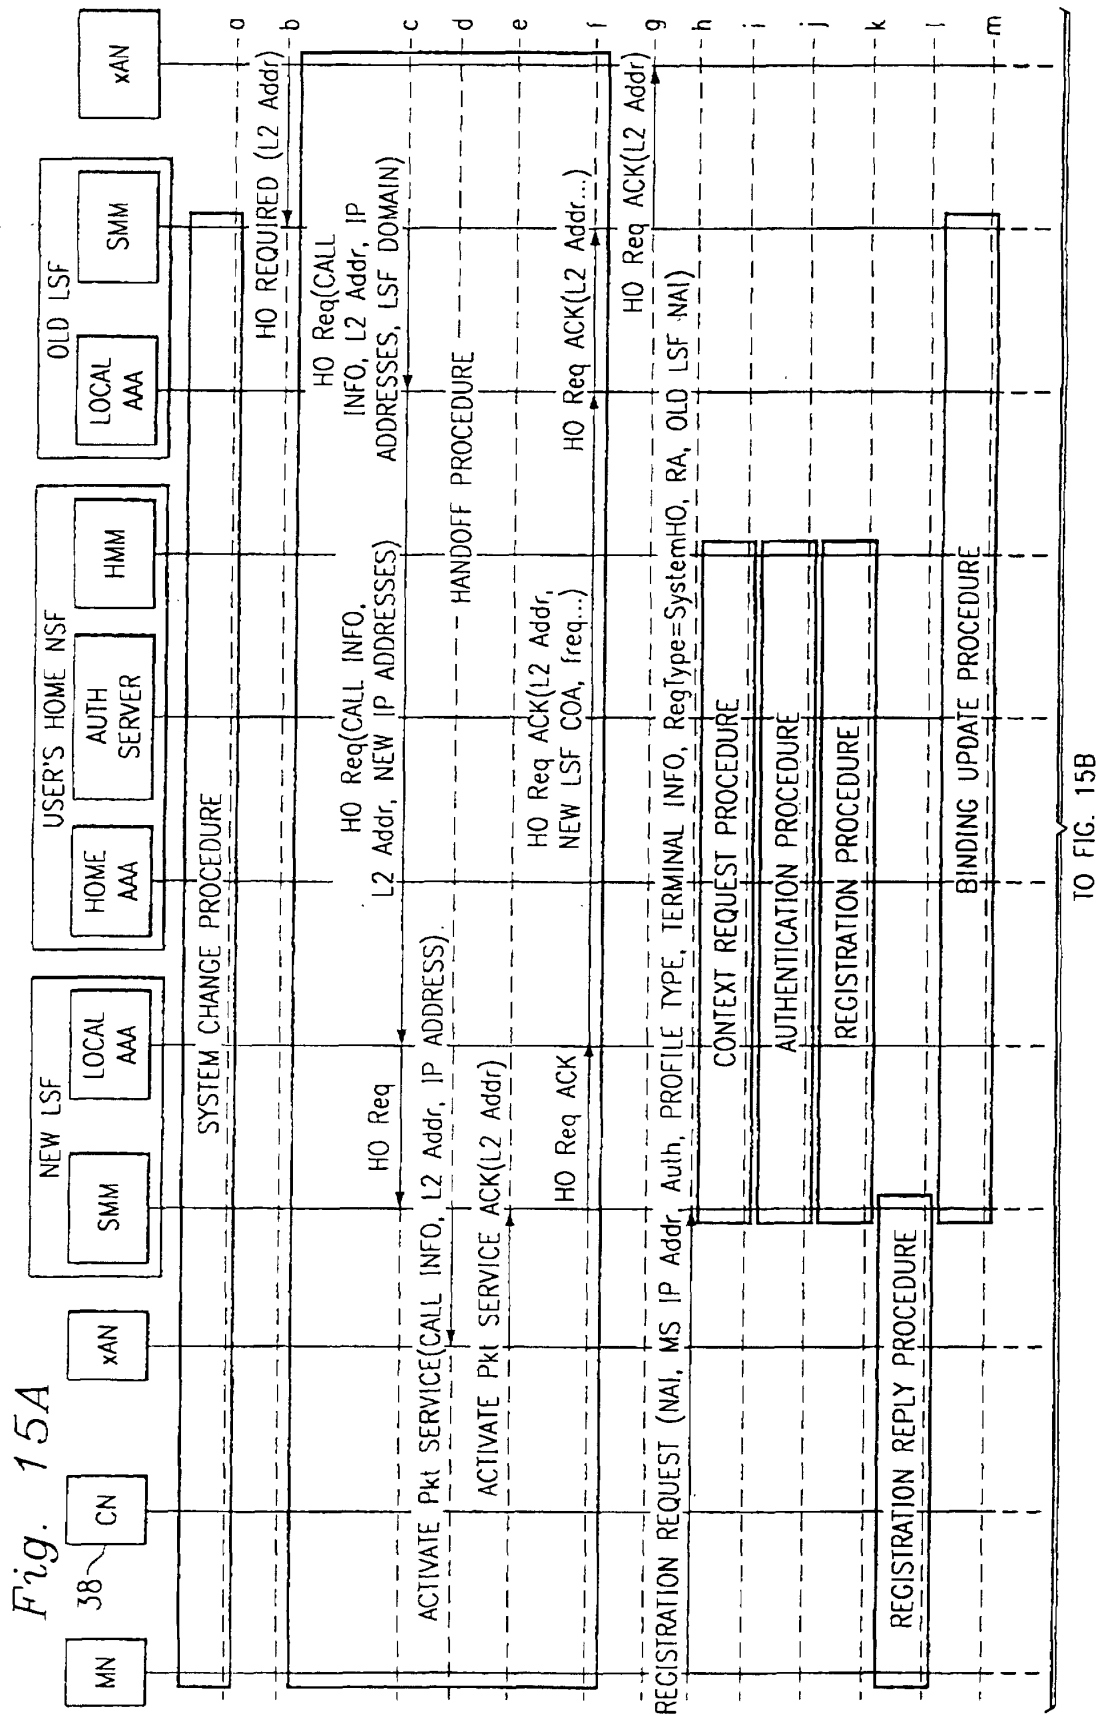 Fig. 15A
38
MN
CN
xAN
NEW LSF
SMM
LOCAL
AAA
USER'S HOME NSF
HOME
AAA
AUTH
SERVER
HMM
OLD LSF
LOCAL
AAA
SMM
xAN
SYSTEM CHANGE PROCEDURE
a
HO REQUIRED (L2 Addr)
b
HO Req
HO Req(CALL INFO,
L2 Addr, NEW IP ADDRESSES)
HO Req(CALL
INFO, L2 Addr, IP
ADDRESSES, LSF DOMAIN)
c
ACTIVATE Pkt SERVICE(CALL INFO, L2 Addr, IP ADDRESS).
HANDOFF PROCEDURE
d
ACTIVATE Pkt SERVICE ACK(L2 Addr)
e
HO Req ACK
HO Req ACK(L2 Addr,
NEW LSF COA, freq...)
HO Req ACK(L2 Addr...)
f
HO Req ACK(L2 Addr)
g
REGISTRATION REQUEST (NAI, MS IP Addr, Auth, PROFILE TYPE, TERMINAL INFO, RegType=SystemHO, RA, OLD LSF NAI)
h
CONTEXT REQUEST PROCEDURE
i
AUTHENTICATION PROCEDURE
j
REGISTRATION PROCEDURE
k
REGISTRATION REPLY PROCEDURE
l
BINDING UPDATE PROCEDURE
m
TO FIG. 15B